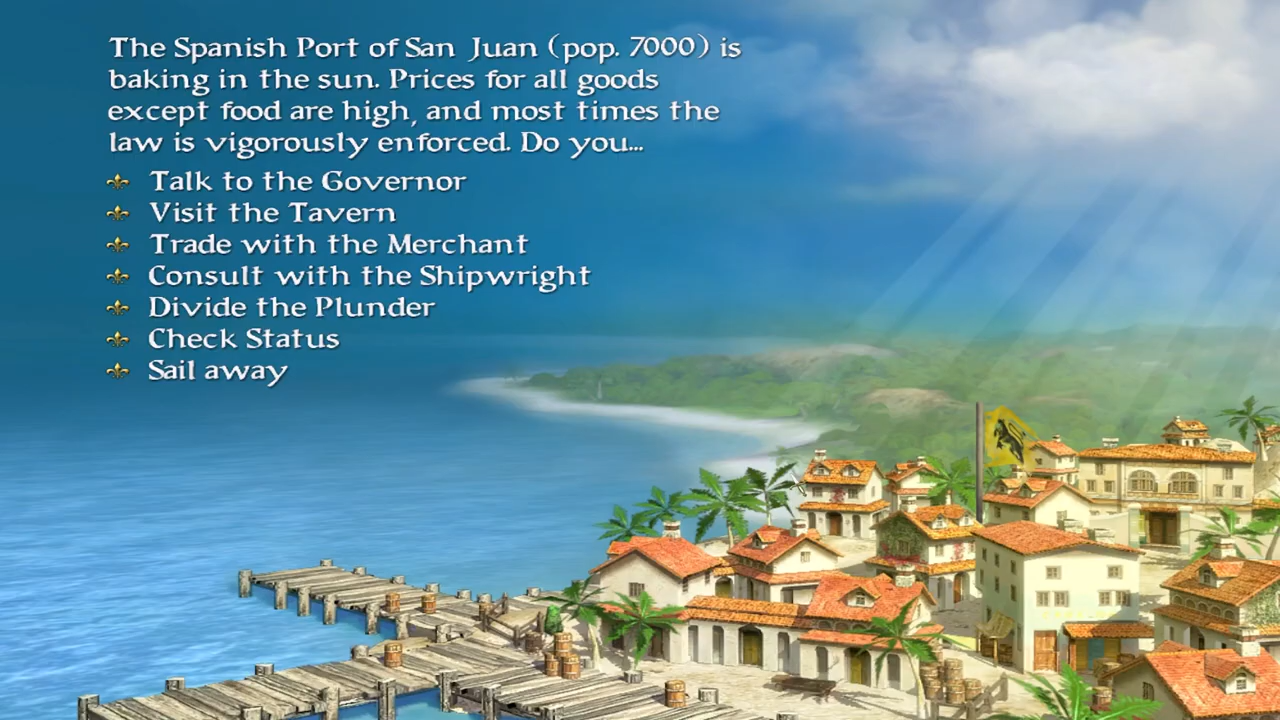 The Spanish Port of San Juan (pop. 7000) is
baking in the sun. Prices for all goods
except food are high, and most times the
law is vigorously enforced. Do you...
Talk to the Governor
Visit the Tavern
Trade with the Merchant
Consult with the Shipwright
Divide the Plunder
Check Status
Sail away